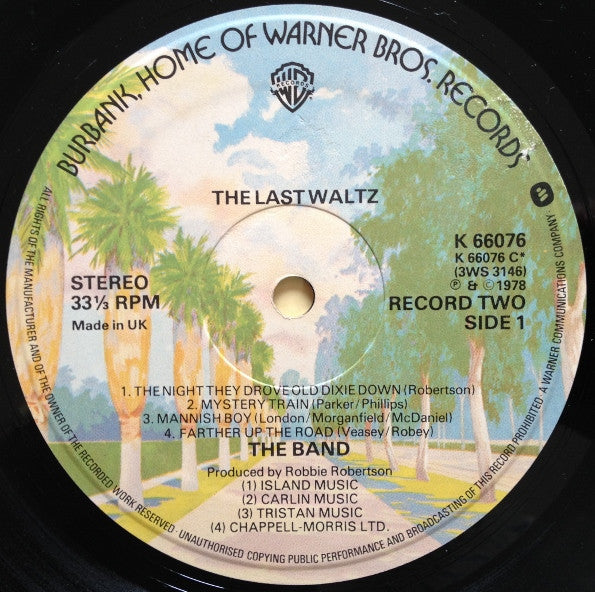 BURBANK, HOME OF WARNER BROS. RECORDS
WB
RECORDS
THE LAST WALTZ
STEREO
33⅓ RPM
Made in UK
K 66076
K 66076 C*
(3WS 3146)
Ⓟ & Ⓒ 1978
RECORD TWO
SIDE 1
1. THE NIGHT THEY DROVE OLD DIXIE DOWN (Robertson)
2. MYSTERY TRAIN (Parker/Phillips)
3. MANNISH BOY (London/Morganfield/McDaniel)
4. FARTHER UP THE ROAD (Veasey/Robey)
THE BAND
Produced by Robbie Robertson
(1) ISLAND MUSIC
(2) CARLIN MUSIC
(3) TRISTAN MUSIC
(4) CHAPPELL-MORRIS LTD.
ALL RIGHTS OF THE MANUFACTURER AND OF THE OWNER OF THE RECORDED WORK RESERVED · UNAUTHORISED COPYING PUBLIC PERFORMANCE AND BROADCASTING OF THIS RECORD PROHIBITED · A WARNER COMMUNICATIONS COMPANY